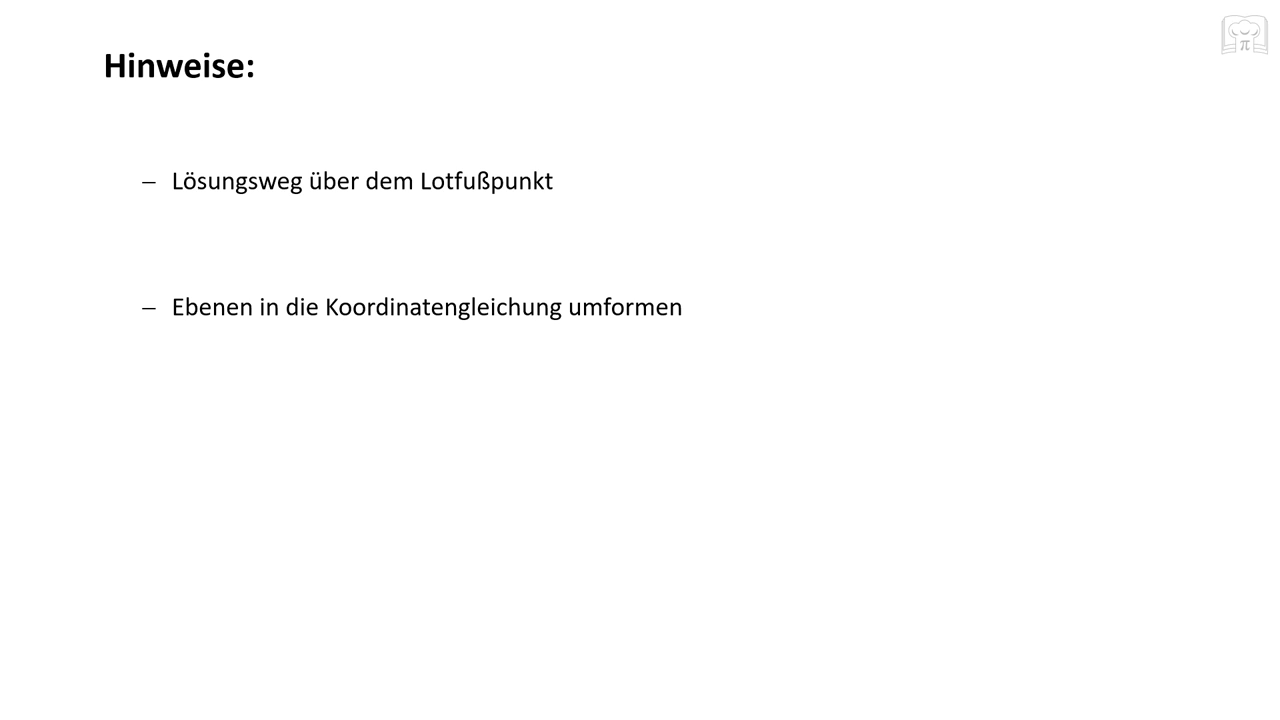 Hinweise:
– Lösungsweg über dem Lotfußpunkt
– Ebenen in die Koordinatengleichung umformen
π